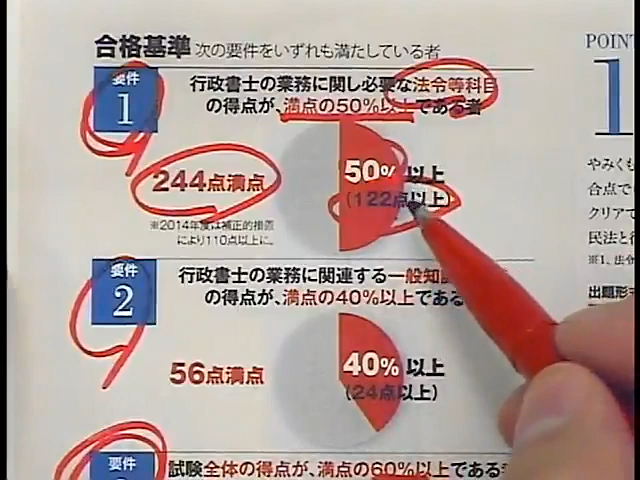 合格基準 次の要件をいずれも満たしている者
要件
1
行政書士の業務に関し必要な法令等科目
の得点が、満点の50%以上である者
244点満点
50%以上
(122点以上)
※2014年度は補正的措置
により110点以上に。
要件
2
行政書士の業務に関連する一般知
の得点が、満点の40%以上である
56点満点
40%以上
(24点以上)
要件
試験全体の得点が、満点の60%以上である
POINT
1
やみくも
合点で
クリアで
民法と
※1、法令
出題形